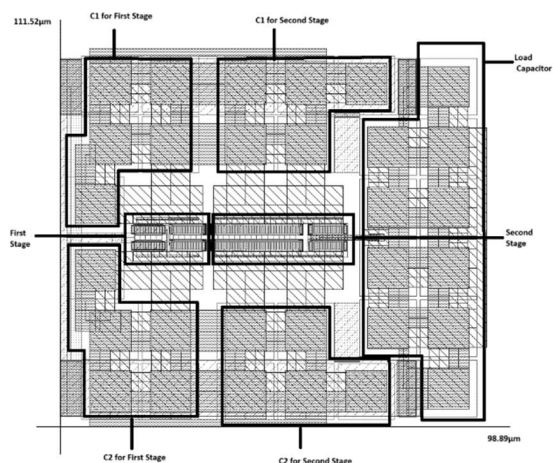 C1 for First Stage
C1 for Second Stage
111.52µm
Load
Capacitor
First
Stage
Second
Stage
98.89µm
C2 for First Stage
C2 for Second Stage